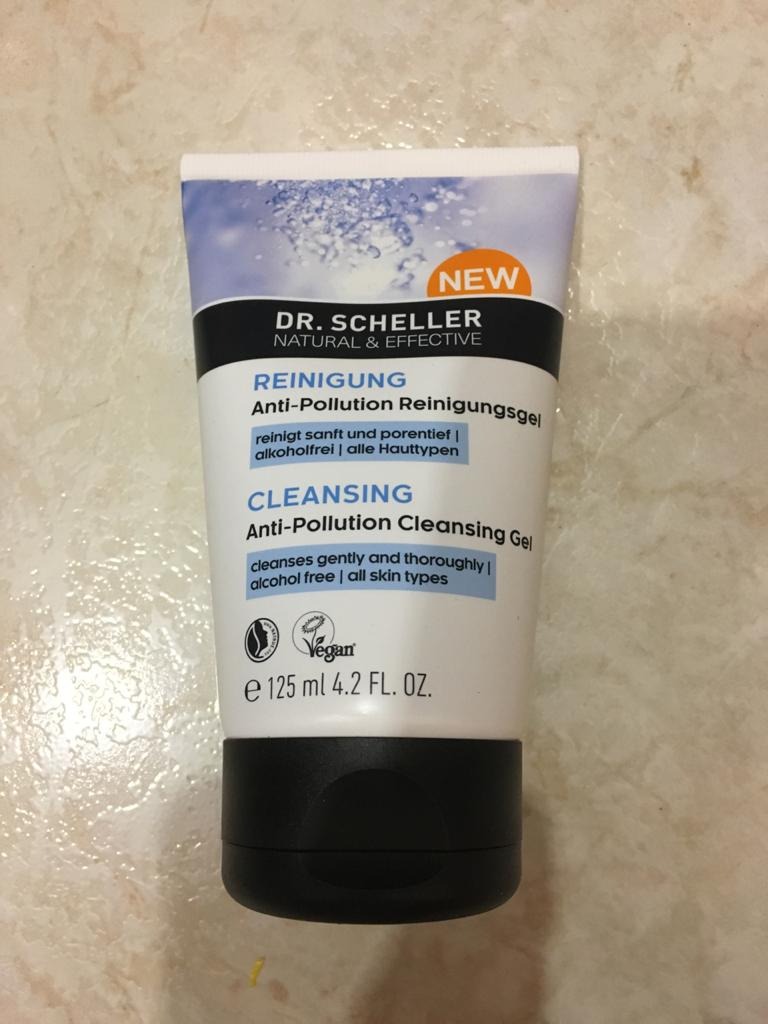 NEW
DR. SCHELLER
NATURAL & EFFECTIVE
REINIGUNG
Anti-Pollution Reinigungsgel
reinigt sanft und porentief |
alkoholfrei | alle Hauttypen
CLEANSING
Anti-Pollution Cleansing Gel
cleanses gently and thoroughly |
alcohol free | all skin types
Vegan
e 125 ml 4.2 FL. OZ.